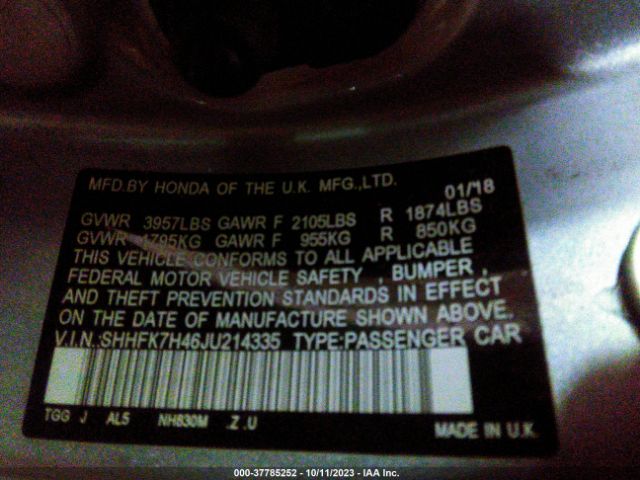 MFD.BY HONDA OF THE U.K. MFG.,LTD. 01/18
GVWR 3957LBS GAWR F 2105LBS R 1874LBS
GVWR 1795KG GAWR F 955KG R 850KG
THIS VEHICLE CONFORMS TO ALL APPLICABLE
FEDERAL MOTOR VEHICLE SAFETY , BUMPER ,
AND THEFT PREVENTION STANDARDS IN EFFECT
ON THE DATE OF MANUFACTURE SHOWN ABOVE.
V.I.N.:SHHFK7H46JU214335 TYPE:PASSENGER CAR
TGG J AL5 NH830M .Z .U
MADE IN U.K.
000-37785252 - 10/11/2023 - IAA Inc.